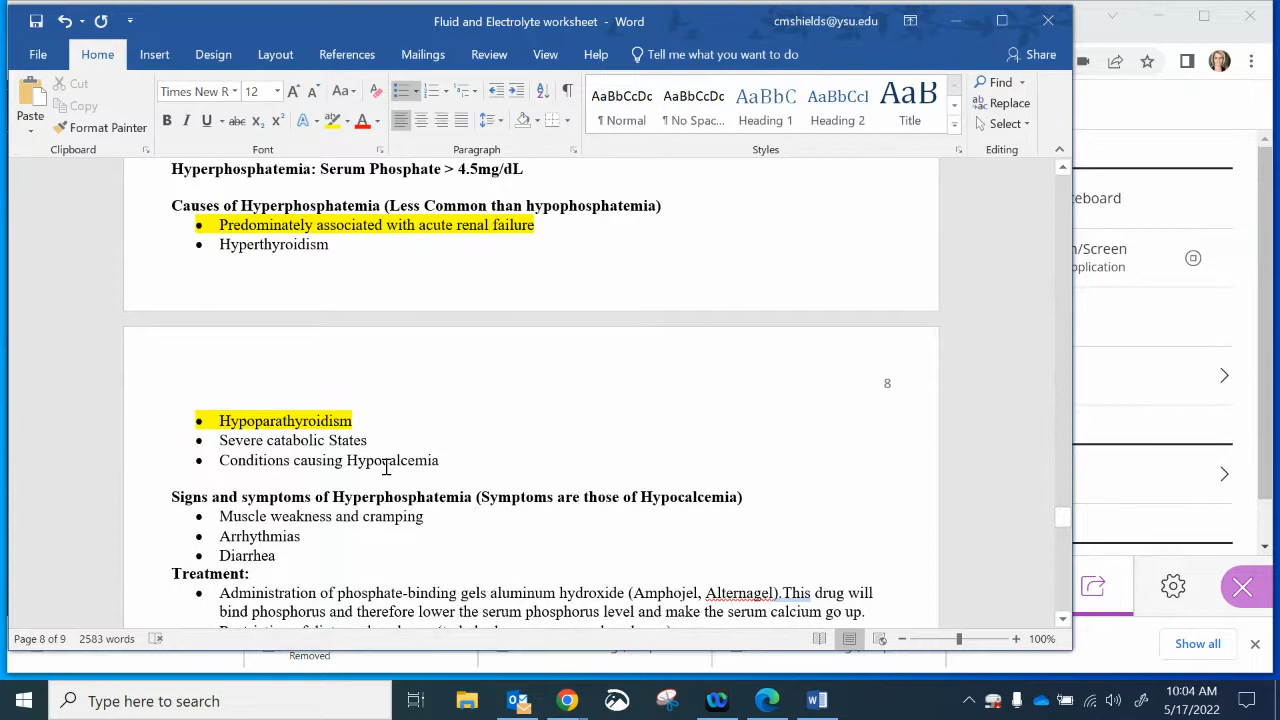 Fluid and Electrolyte worksheet - Word
cmshields@ysu.edu
File Home Insert Design Layout References Mailings Review View Help Tell me what you want to do Share
Paste
Cut
Copy
Format Painter
Clipboard
Times New R 12
Font
Paragraph
AaBbCcDc AaBbCcDc AaBbC AaBbCcI AaB
¶ Normal ¶ No Spac... Heading 1 Heading 2 Title
Styles
Find
Replace
Select
Editing
Hyperphosphatemia: Serum Phosphate > 4.5mg/dL
Causes of Hyperphosphatemia (Less Common than hypophosphatemia)
• Predominately associated with acute renal failure
• Hyperthyroidism
8
• Hypoparathyroidism
• Severe catabolic States
• Conditions causing Hypocalcemia
Signs and symptoms of Hyperphosphatemia (Symptoms are those of Hypocalcemia)
• Muscle weakness and cramping
• Arrhythmias
• Diarrhea
Treatment:
• Administration of phosphate-binding gels aluminum hydroxide (Amphojel, Alternagel).This drug will
bind phosphorus and therefore lower the serum phosphorus level and make the serum calcium go up.
Page 8 of 9 2583 words
100%
teboard
n/Screen
pplication
Removed
Show all
Type here to search
10:04 AM
5/17/2022